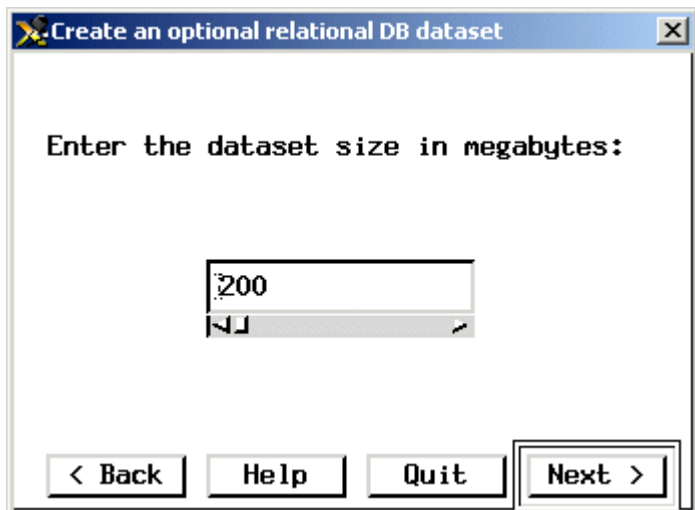 Create an optional relational DB dataset
Enter the dataset size in megabytes:
200
< Back Help Quit Next >